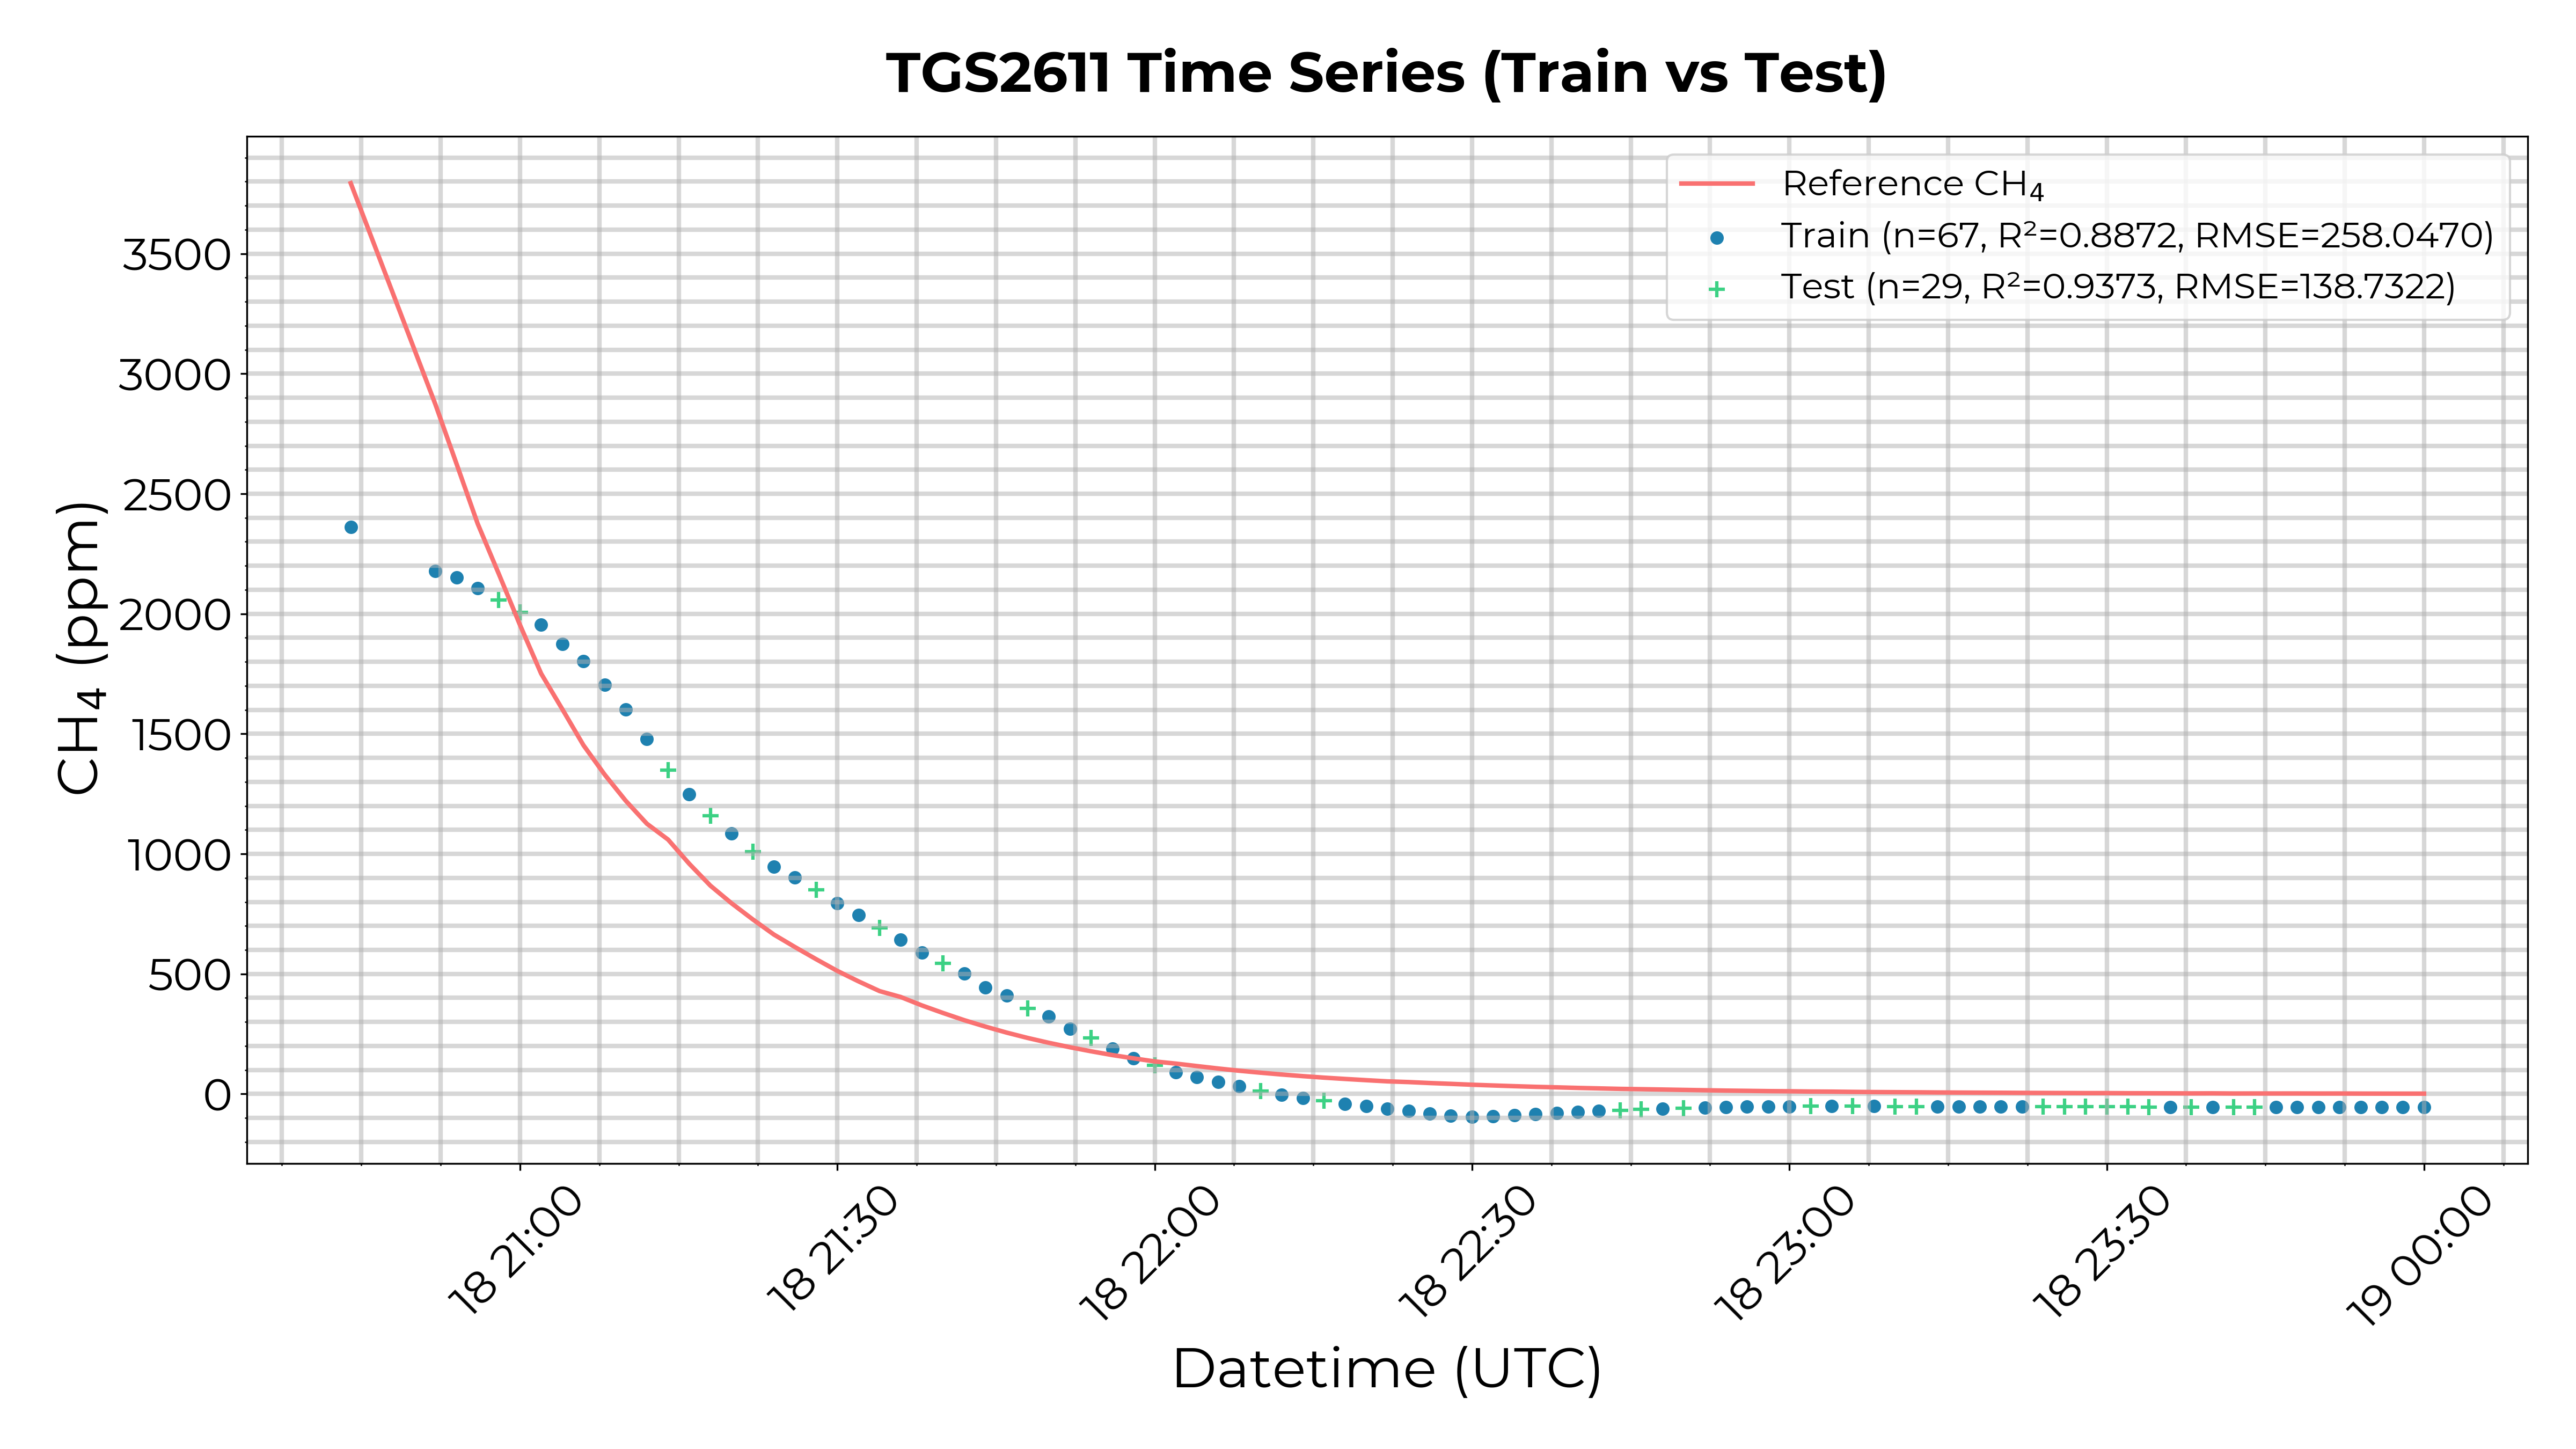 TGS2611 Time Series (Train vs Test)
Reference CH₄
Train (n=67, R²=0.8872, RMSE=258.0470)
Test (n=29, R²=0.9373, RMSE=138.7322)
CH₄ (ppm)
3500
3000
2500
2000
1500
1000
500
0
18 21:00
18 21:30
18 22:00
18 22:30
18 23:00
18 23:30
19 00:00
Datetime (UTC)